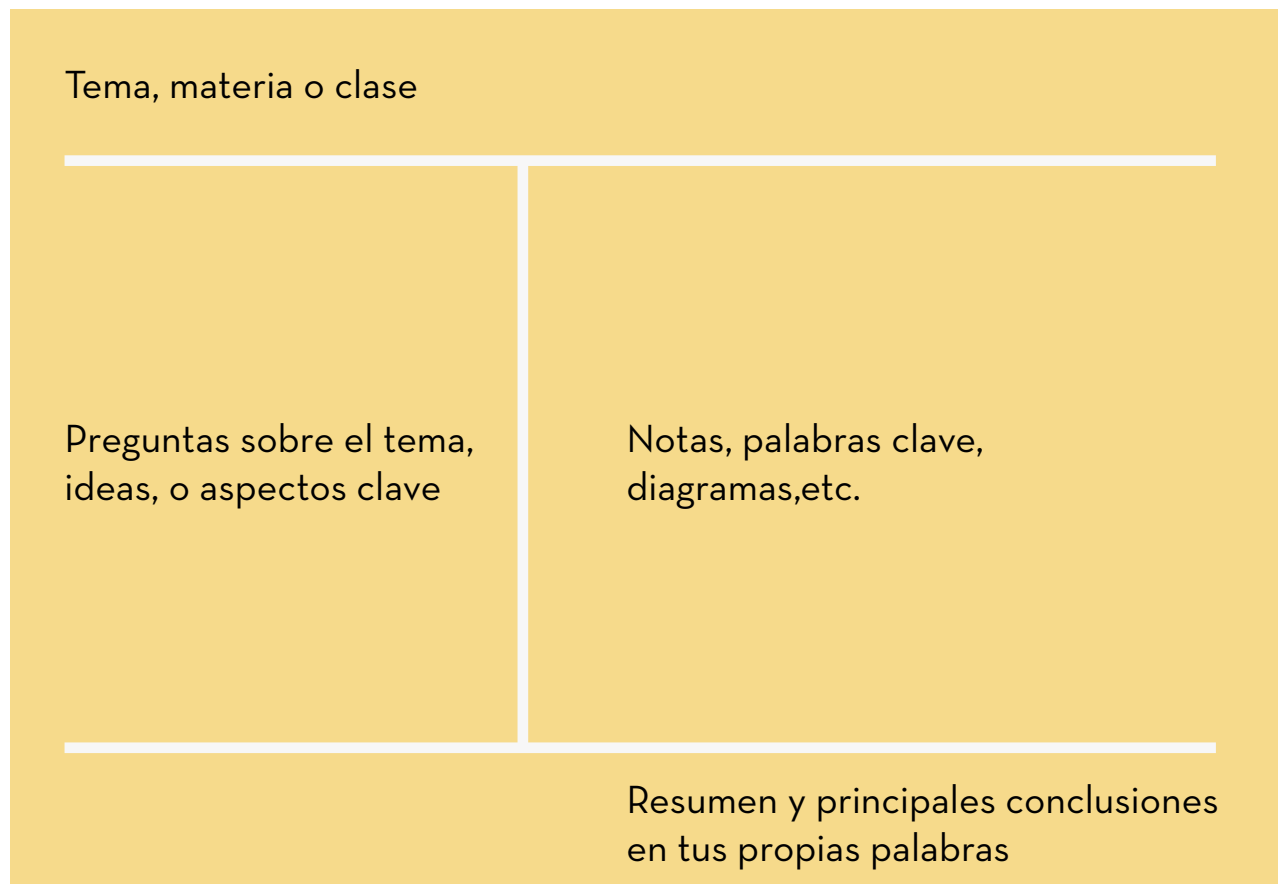 Tema, materia o clase
Preguntas sobre el tema,
ideas, o aspectos clave
Notas, palabras clave,
diagramas,etc.
Resumen y principales conclusiones
en tus propias palabras